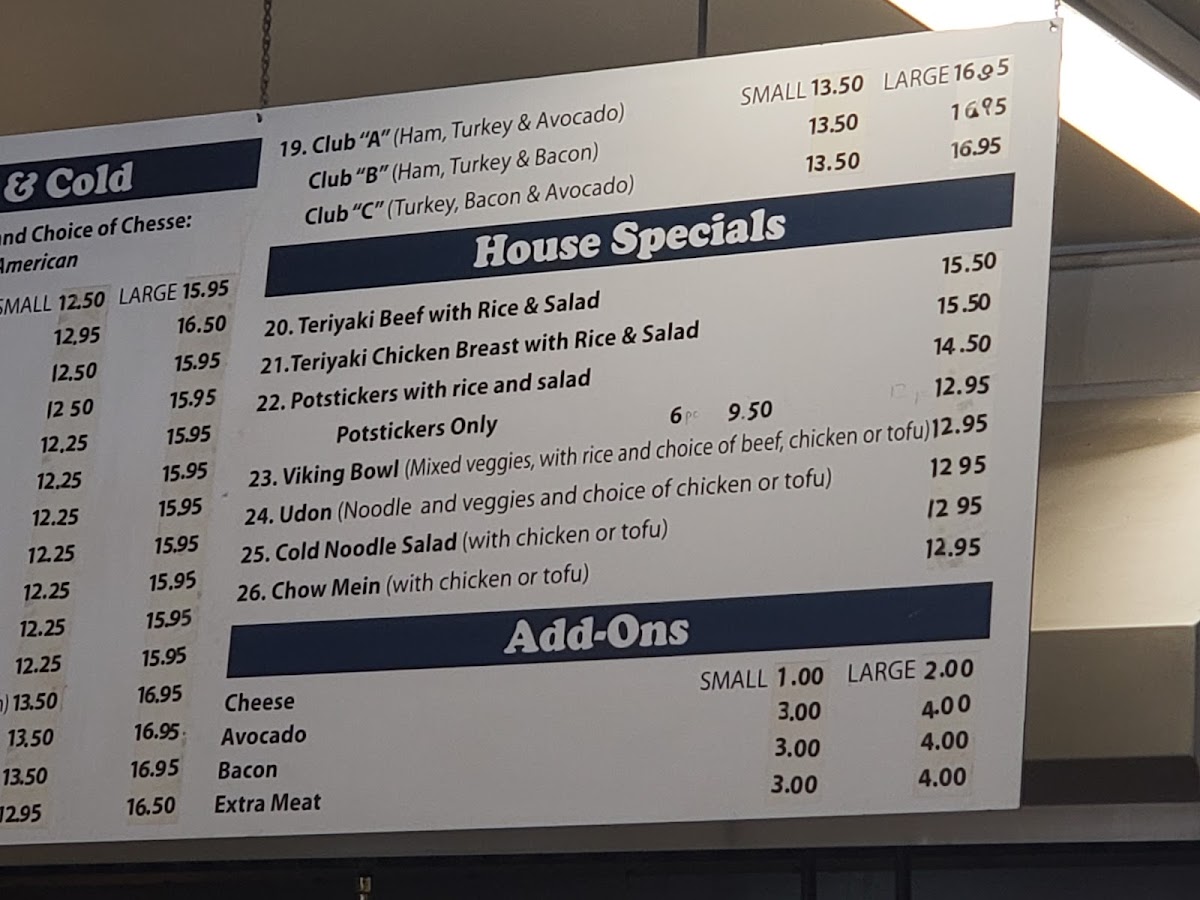 & Cold
and Choice of Chesse:
American
SMALL 12.50 LARGE 15.95
12,95 16.50
12.50 15.95
12 50 15.95
12,25 15.95
12,25 15.95
12.25 15.95
12.25 15.95
12.25 15.95
12.25 15.95
12.25 15.95
) 13.50 16.95
13.50 16.95
13.50 16.95
12.95 16.50
SMALL 13.50 LARGE 16.95
19. Club "A" (Ham, Turkey & Avocado) 13.50 16.95
Club "B" (Ham, Turkey & Bacon) 13.50 16.95
Club "C" (Turkey, Bacon & Avocado)
House Specials
20. Teriyaki Beef with Rice & Salad 15.50
21.Teriyaki Chicken Breast with Rice & Salad 15.50
22. Potstickers with rice and salad 14.50
Potstickers Only 6 pc 9.50 12.95
23. Viking Bowl (Mixed veggies, with rice and choice of beef, chicken or tofu) 12.95
24. Udon (Noodle and veggies and choice of chicken or tofu) 12 95
25. Cold Noodle Salad (with chicken or tofu) 12 95
26. Chow Mein (with chicken or tofu) 12.95
Add-Ons
SMALL 1.00 LARGE 2.00
Cheese 3.00 4.00
Avocado 3.00 4.00
Bacon 3.00 4.00
Extra Meat